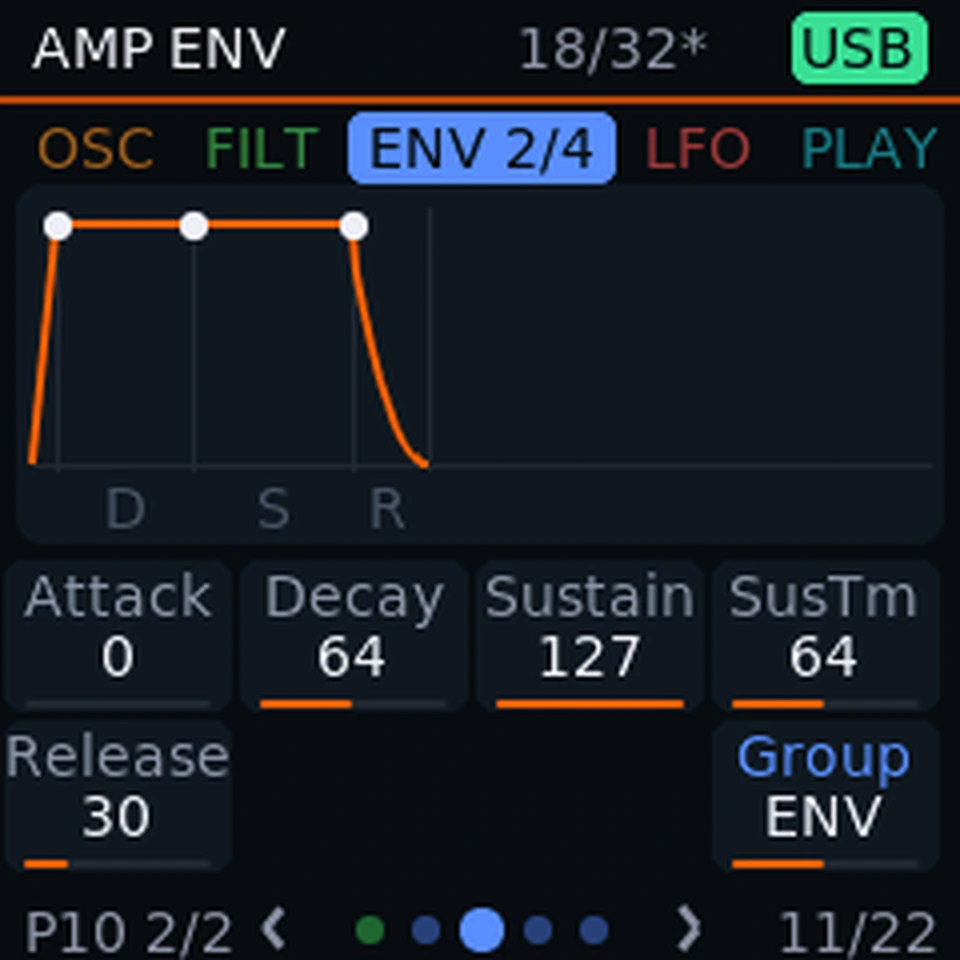 AMP ENV 18/32* USB
OSC FILT ENV 2/4 LFO PLAY
D S R
Attack Decay Sustain SusTm
0 64 127 64
Release Group
30 ENV
P10 2/2 ‹ › 11/22